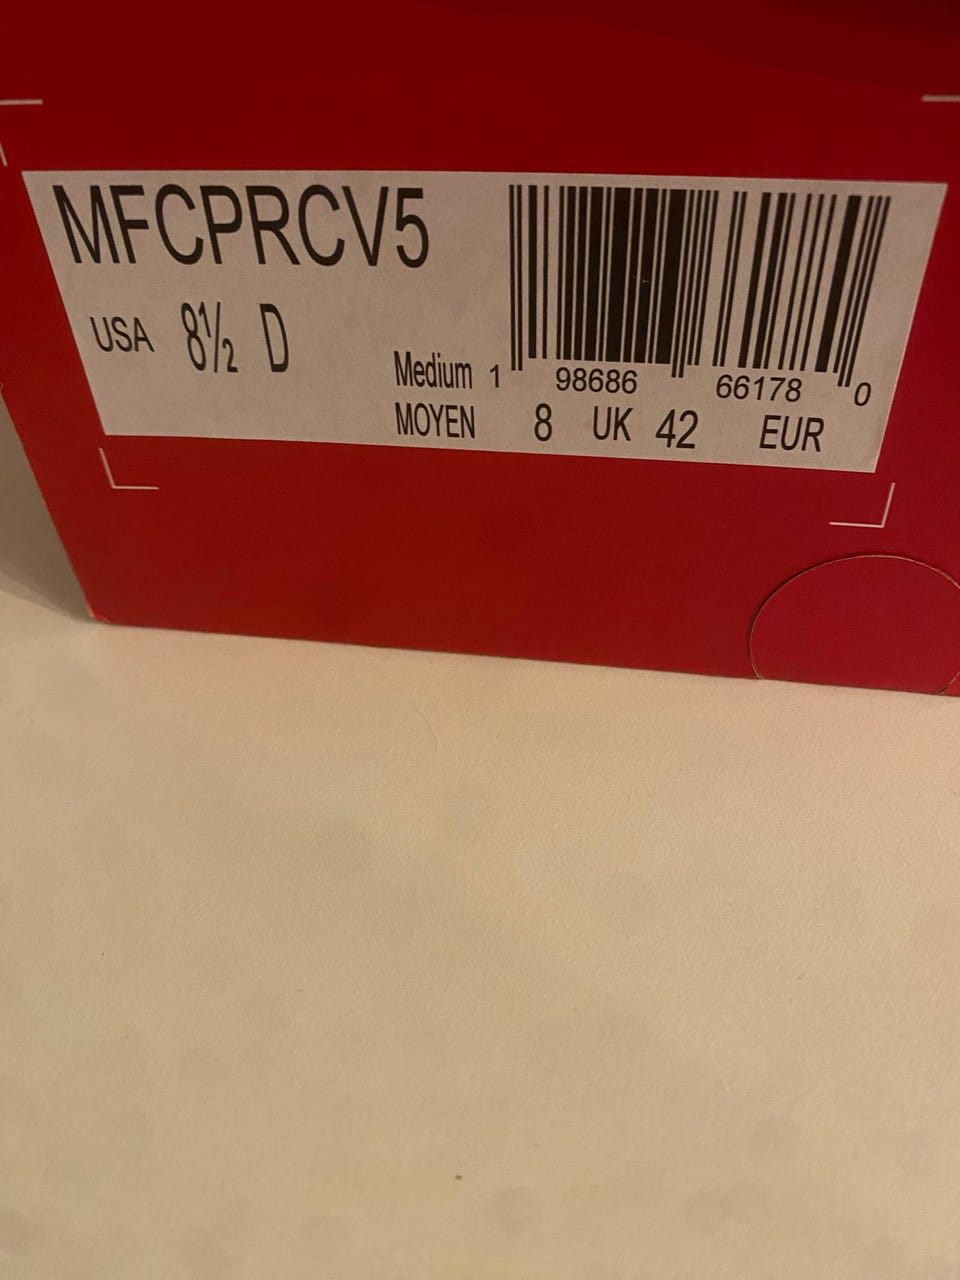 MFCPRCV5
USA 8½ D
Medium 1 98686 66178 0
MOYEN 8 UK 42 EUR